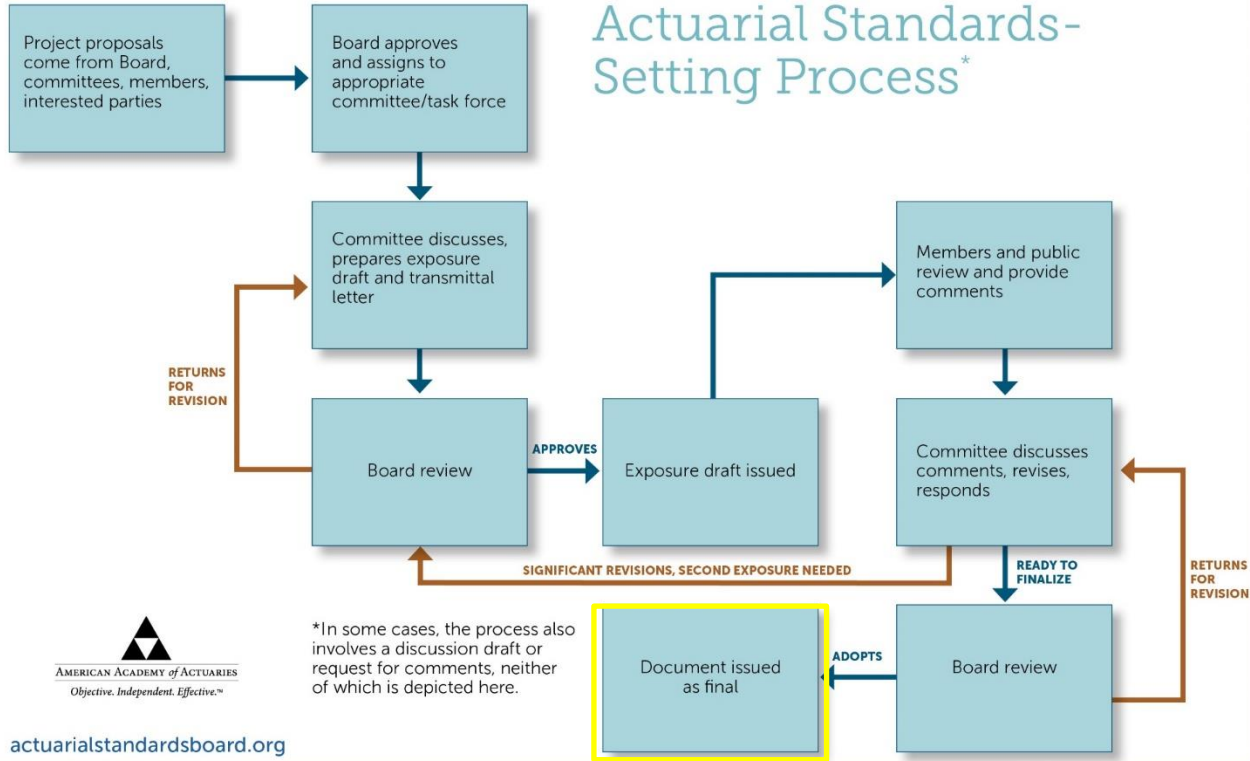 Actuarial Standards-
Setting Process*
Project proposals
come from Board,
committees, members,
interested parties
Board approves
and assigns to
appropriate
committee/task force
Committee discusses,
prepares exposure
draft and transmittal
letter
Members and public
review and provide
comments
RETURNS
FOR
REVISION
Board review
APPROVES
Exposure draft issued
Committee discusses
comments, revises,
responds
SIGNIFICANT REVISIONS, SECOND EXPOSURE NEEDED
READY TO
FINALIZE
RETURNS
FOR
REVISION
*In some cases, the process also
involves a discussion draft or
request for comments, neither
of which is depicted here.
Document issued
as final
ADOPTS
Board review
AMERICAN ACADEMY of ACTUARIES
Objective. Independent. Effective.™
actuarialstandardsboard.org